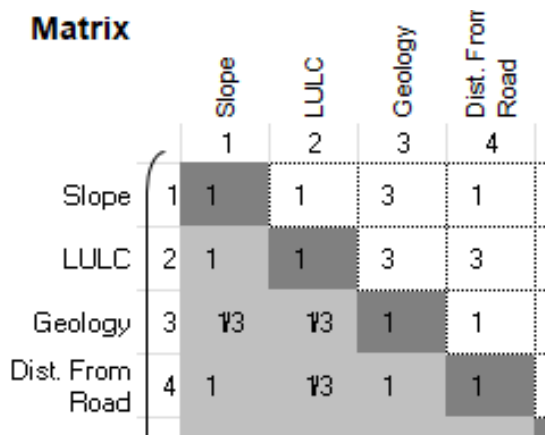 Matrix
Slope
LULC
Geology
Dist. From
Road
1 2 3 4
Slope 1 1 1 3 1
LULC 2 1 1 3 3
Geology 3 1/3 1/3 1 1
Dist. From
Road 4 1 1/3 1 1